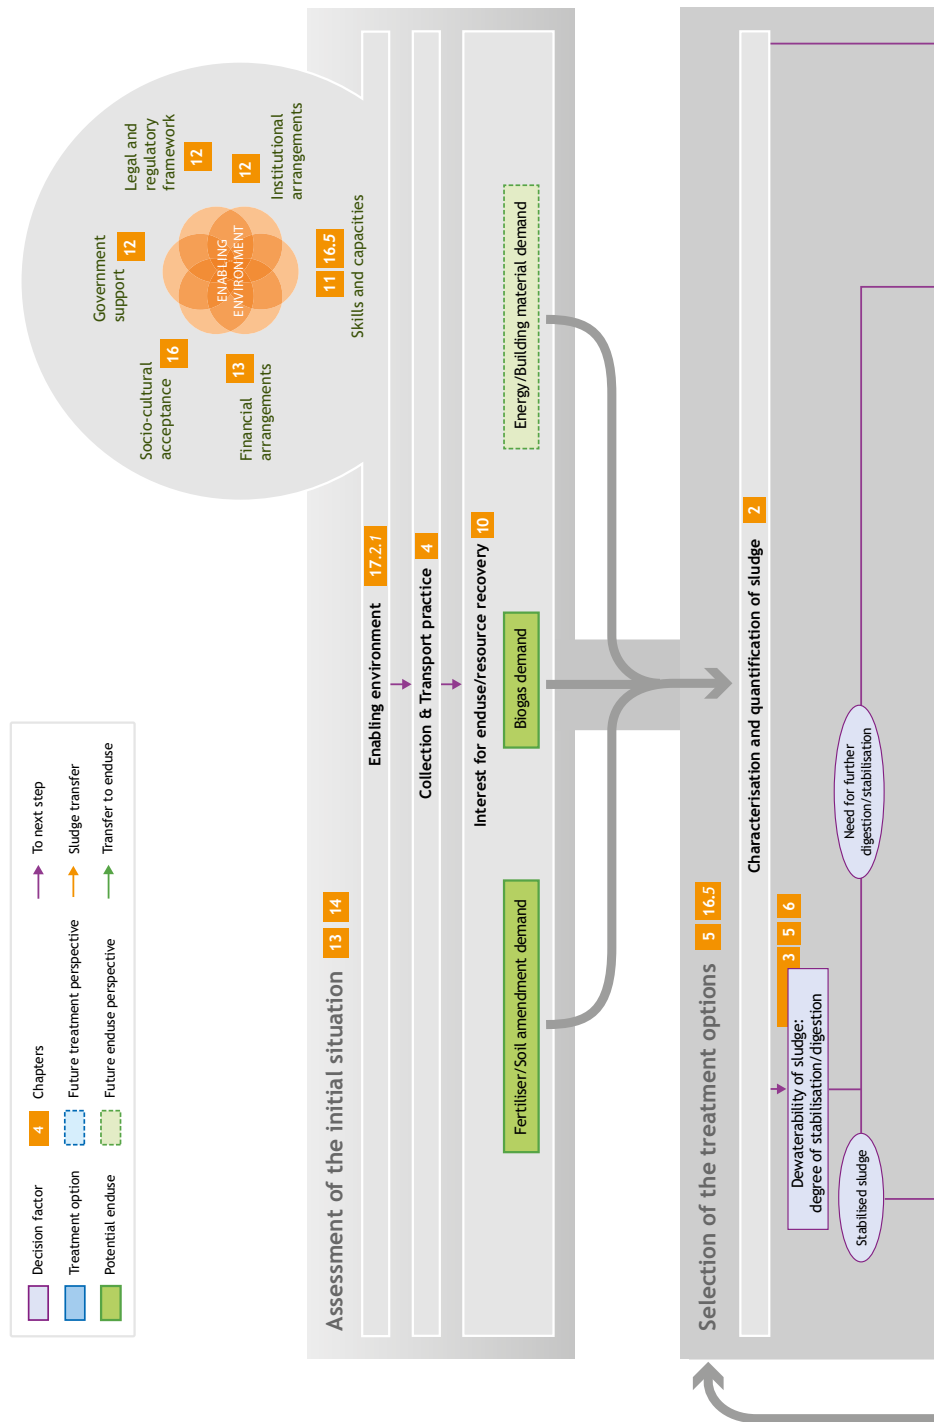 Decision factor
4
Chapters
To next step
Treatment option
Future treatment perspective
Sludge transfer
Potential enduse
Future enduse perspective
Transfer to enduse
Socio-cultural
acceptance
16
Government
support
12
Legal and
regulatory
framework
12
Financial
arrangements
13
ENABLING
ENVIRONMENT
12
Institutional
arrangements
11 16.5
Skills and capacities
Assessment of the initial situation 13 14
Enabling environment 17.2.1
Collection & Transport practice 4
Interest for enduse/resource recovery 10
Fertiliser/Soil amendment demand
Biogas demand
Energy/Building material demand
Selection of the treatment options 5 16.5
Characterisation and quantification of sludge 2
3 5 6
Dewaterability of sludge:
degree of stabilisation/digestion
Stabilised sludge
Need for further
digestion/stabilisation